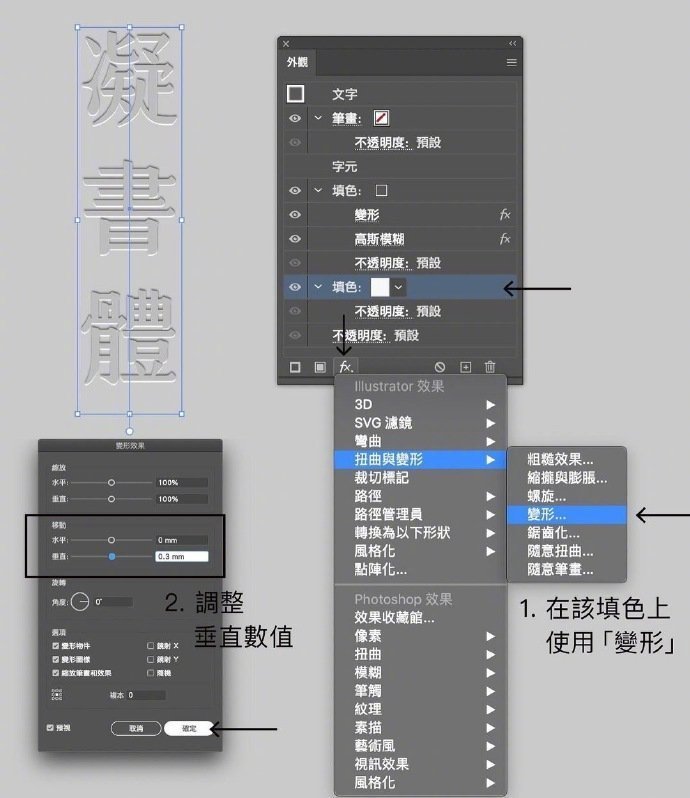 凝
書
體
外觀
文字
筆畫:
不透明度: 預設
字元
填色:
變形 fx
高斯模糊 fx
不透明度: 預設
填色:
不透明度: 預設
不透明度: 預設
fx.
Illustrator 效果
3D
SVG 濾鏡
彎曲
扭曲與變形
裁切標記
路徑
路徑管理員
轉換為以下形狀
風格化
點陣化...
Photoshop 效果
效果收藏館...
像素
扭曲
模糊
筆觸
紋理
素描
藝術風
視訊效果
風格化
粗糙效果...
縮攏與膨脹...
螺旋...
變形...
鋸齒化...
隨意扭曲...
隨意筆畫...
1. 在該填色上
使用「變形」
變形效果
縮放
水平: 100%
垂直: 100%
移動
水平: 0 mm
垂直: 0.3 mm
旋轉
角度: 0°
選項
變形物件 鏡射 X
變形圖樣 鏡射 Y
縮放筆畫和效果 隨機
複本 0
預視 取消 確定
2. 調整
垂直數值